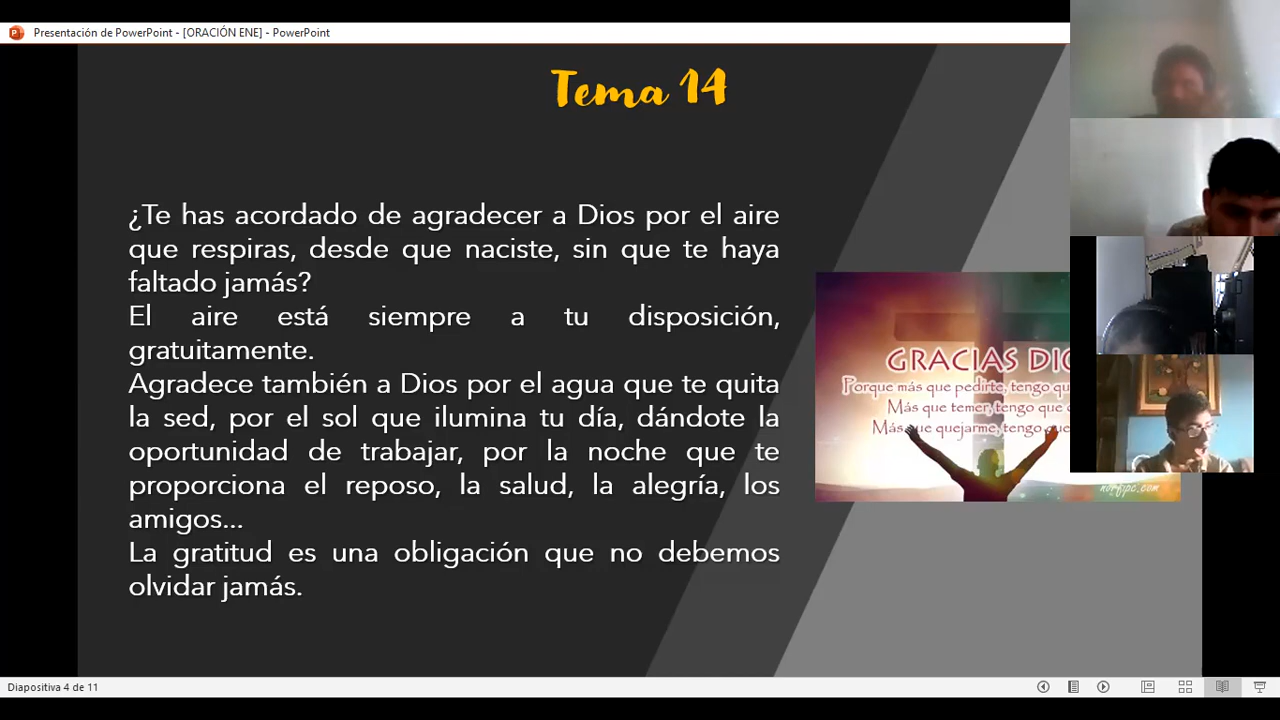 Presentación de PowerPoint - [ORACIÓN ENE] - PowerPoint
Tema 14
¿Te has acordado de agradecer a Dios por el aire
que respiras, desde que naciste, sin que te haya
faltado jamás?
El aire está siempre a tu disposición,
gratuitamente.
Agradece también a Dios por el agua que te quita
la sed, por el sol que ilumina tu día, dándote la
oportunidad de trabajar, por la noche que te
proporciona el reposo, la salud, la alegría, los
amigos...
La gratitud es una obligación que no debemos
olvidar jamás.
GRACIAS
Porque más que pedirte, tengo
Más que temer, tengo que
Más que quejarme, tengo
norfipc.com
Diapositiva 4 de 11